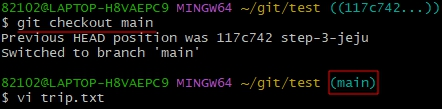 82102@LAPTOP-H8VAEPC9 MINGW64 ~/git/test ((117c742...))
$ git checkout main
Previous HEAD position was 117c742 step-3-jeju
Switched to branch 'main'
82102@LAPTOP-H8VAEPC9 MINGW64 ~/git/test (main)
$ vi trip.txt